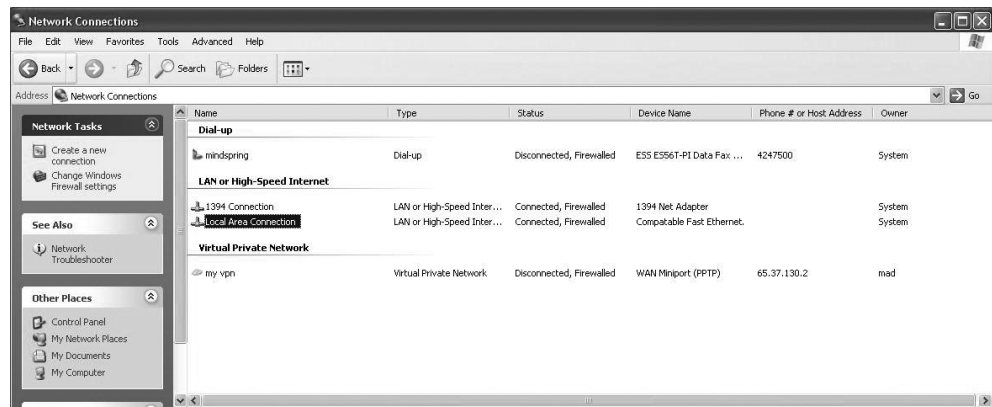 Network Connections
File Edit View Favorites Tools Advanced Help
Back Search Folders
Address Network Connections Go
Network Tasks
Create a new
connection
Change Windows
Firewall settings
See Also
Network
Troubleshooter
Other Places
Control Panel
My Network Places
My Documents
My Computer
Name Type Status Device Name Phone # or Host Address Owner
Dial-up
mindspring Dial-up Disconnected, Firewalled ESS ES56T-PI Data Fax ... 4247500 System
LAN or High-Speed Internet
1394 Connection LAN or High-Speed Inter... Connected, Firewalled 1394 Net Adapter System
Local Area Connection LAN or High-Speed Inter... Connected, Firewalled Compatable Fast Ethernet. System
Virtual Private Network
my vpn Virtual Private Network Disconnected, Firewalled WAN Miniport (PPTP) 65.37.130.2 mad